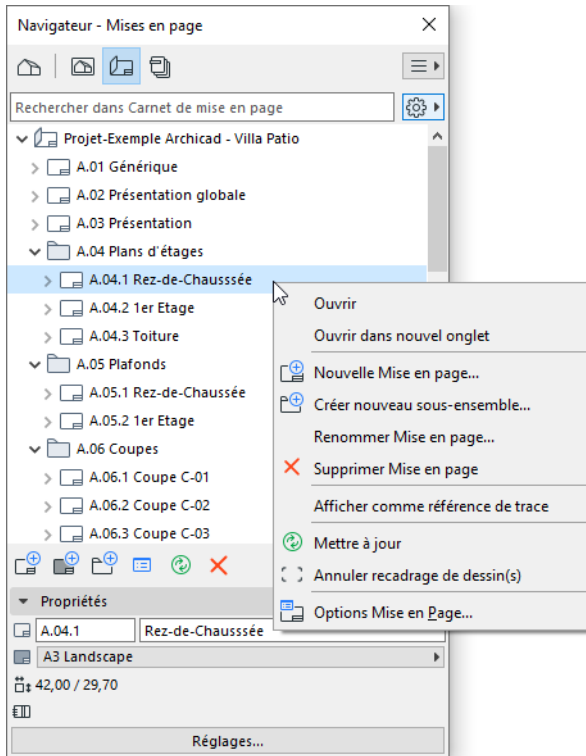 Navigateur - Mises en page
Rechercher dans Carnet de mise en page
Projet-Exemple Archicad - Villa Patio
A.01 Générique
A.02 Présentation globale
A.03 Présentation
A.04 Plans d'étages
A.04.1 Rez-de-Chausssée
A.04.2 1er Etage
A.04.3 Toiture
A.05 Plafonds
A.05.1 Rez-de-Chaussée
A.05.2 1er Etage
A.06 Coupes
A.06.1 Coupe C-01
A.06.2 Coupe C-02
A.06.3 Coupe C-03
Ouvrir
Ouvrir dans nouvel onglet
Nouvelle Mise en page...
Créer nouveau sous-ensemble...
Renommer Mise en page...
Supprimer Mise en page
Afficher comme référence de trace
Mettre à jour
Annuler recadrage de dessin(s)
Options Mise en Page...
Propriétés
A.04.1 Rez-de-Chausssée
A3 Landscape
42,00 / 29,70
Réglages...